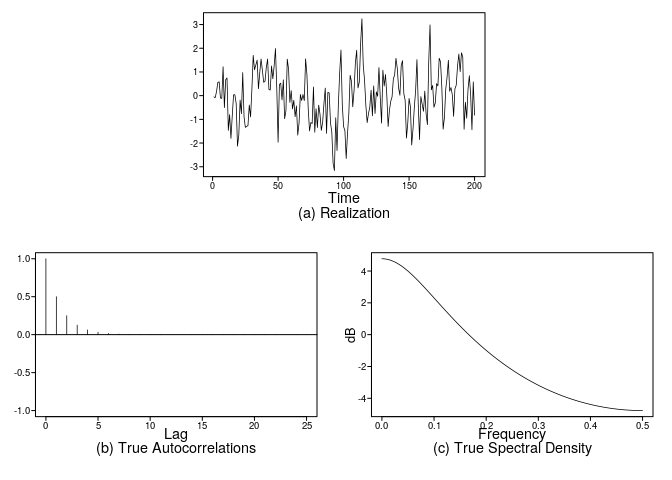 3
2
1
0
-1
-2
-3
0 50 100 150 200
Time
(a) Realization
1.0
0.5
0.0
-0.5
-1.0
0 5 10 15 20 25
Lag
(b) True Autocorrelations
dB
4
2
0
-2
-4
0.0 0.1 0.2 0.3 0.4 0.5
Frequency
(c) True Spectral Density